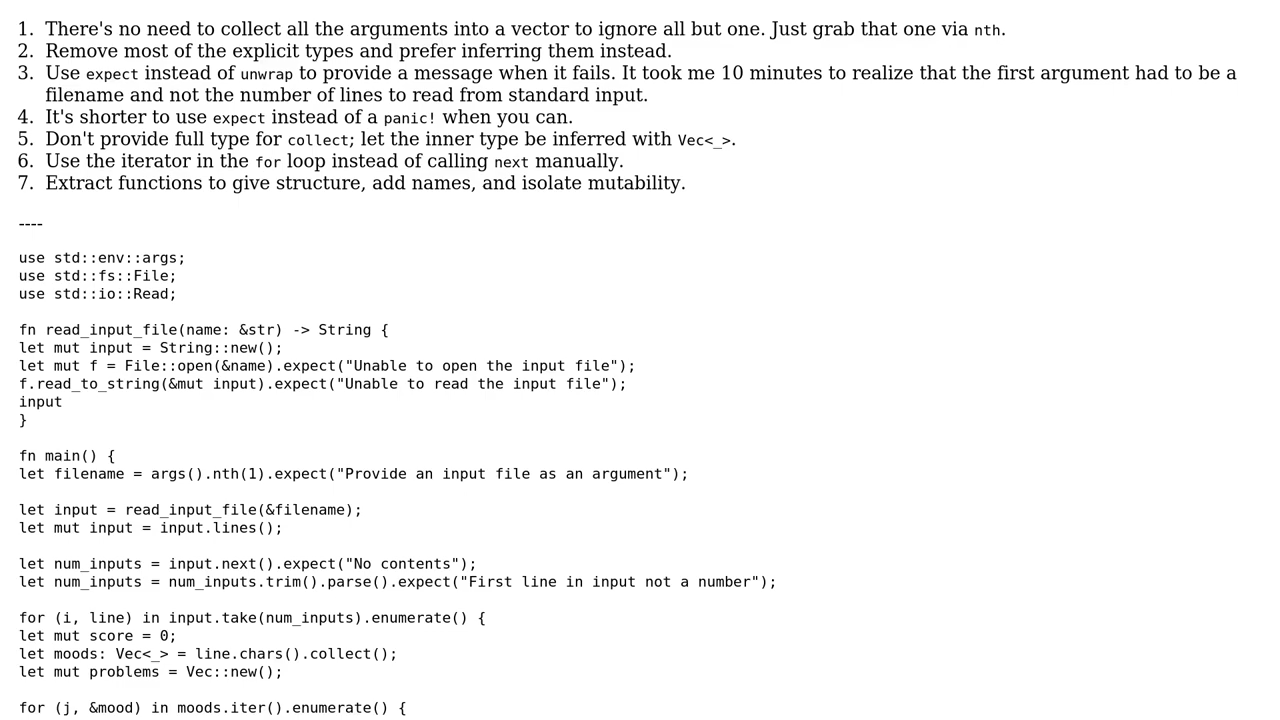 1. There's no need to collect all the arguments into a vector to ignore all but one. Just grab that one via nth.
2. Remove most of the explicit types and prefer inferring them instead.
3. Use expect instead of unwrap to provide a message when it fails. It took me 10 minutes to realize that the first argument had to be a
filename and not the number of lines to read from standard input.
4. It's shorter to use expect instead of a panic! when you can.
5. Don't provide full type for collect; let the inner type be inferred with Vec<_>.
6. Use the iterator in the for loop instead of calling next manually.
7. Extract functions to give structure, add names, and isolate mutability.
----
use std::env::args;
use std::fs::File;
use std::io::Read;
fn read_input_file(name: &str) -> String {
let mut input = String::new();
let mut f = File::open(&name).expect("Unable to open the input file");
f.read_to_string(&mut input).expect("Unable to read the input file");
input
}
fn main() {
let filename = args().nth(1).expect("Provide an input file as an argument");
let input = read_input_file(&filename);
let mut input = input.lines();
let num_inputs = input.next().expect("No contents");
let num_inputs = num_inputs.trim().parse().expect("First line in input not a number");
for (i, line) in input.take(num_inputs).enumerate() {
let mut score = 0;
let moods: Vec<_> = line.chars().collect();
let mut problems = Vec::new();
for (j, &mood) in moods.iter().enumerate() {